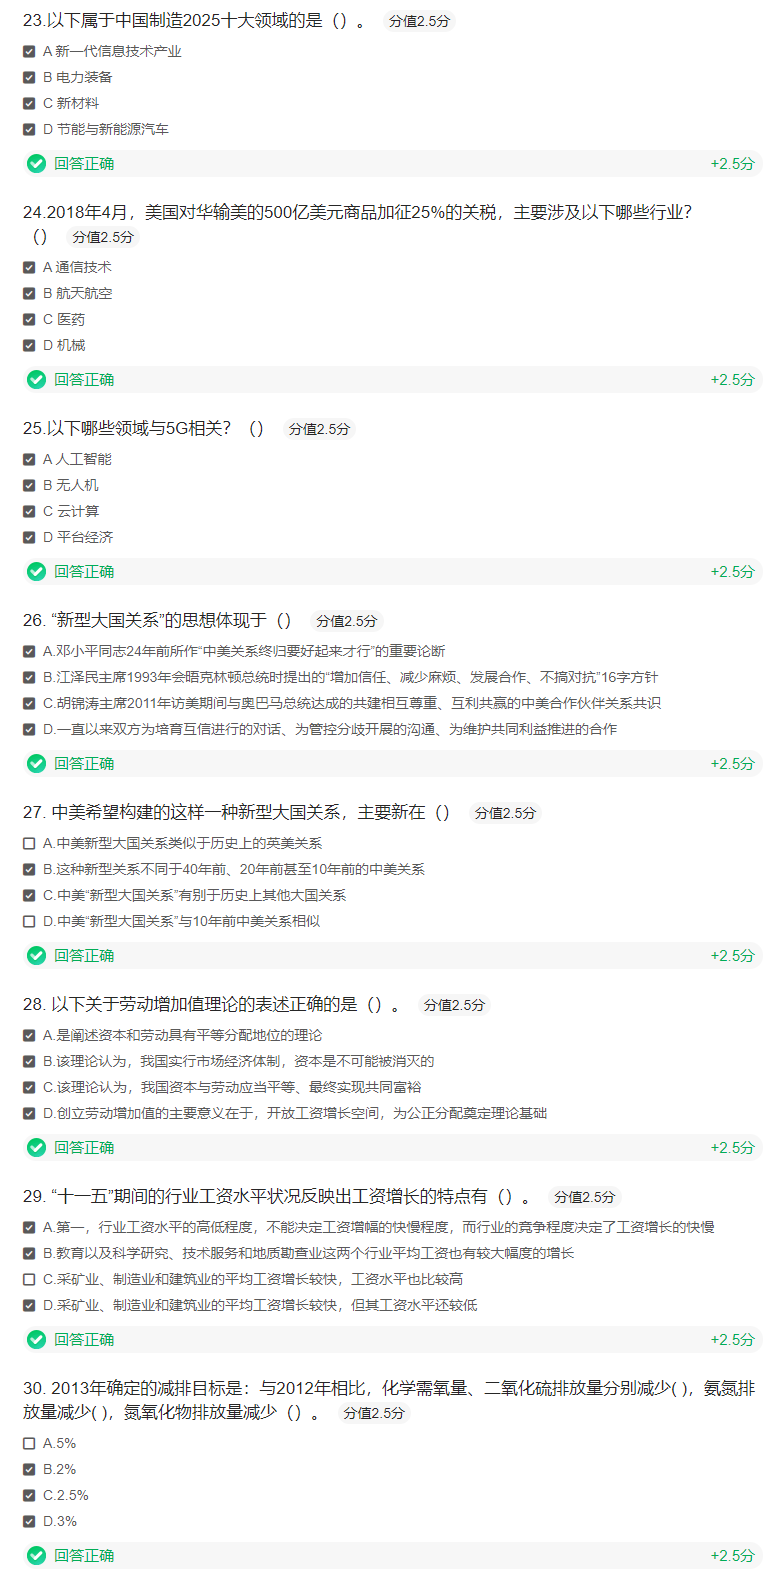 23.以下属于中国制造2025十大领域的是（）。 分值2.5分
A 新一代信息技术产业
B 电力装备
C 新材料
D 节能与新能源汽车
回答正确 +2.5分
24.2018年4月，美国对华输美的500亿美元商品加征25%的关税，主要涉及以下哪些行业？
（） 分值2.5分
A 通信技术
B 航天航空
C 医药
D 机械
回答正确 +2.5分
25.以下哪些领域与5G相关？（） 分值2.5分
A 人工智能
B 无人机
C 云计算
D 平台经济
回答正确 +2.5分
26. “新型大国关系”的思想体现于（） 分值2.5分
A.邓小平同志24年前所作“中美关系终归要好起来才行”的重要论断
B.江泽民主席1993年会晤克林顿总统时提出的“增加信任、减少麻烦、发展合作、不搞对抗”16字方针
C.胡锦涛主席2011年访美期间与奥巴马总统达成的共建相互尊重、互利共赢的中美合作伙伴关系共识
D.一直以来双方为培育互信进行的对话、为管控分歧开展的沟通、为维护共同利益推进的合作
回答正确 +2.5分
27. 中美希望构建的这样一种新型大国关系，主要新在（） 分值2.5分
A.中美新型大国关系类似于历史上的英美关系
B.这种新型关系不同于40年前、20年前甚至10年前的中美关系
C.中美“新型大国关系”有别于历史上其他大国关系
D.中美“新型大国关系”与10年前中美关系相似
回答正确 +2.5分
28. 以下关于劳动增加值理论的表述正确的是（）。 分值2.5分
A.是阐述资本和劳动具有平等分配地位的理论
B.该理论认为，我国实行市场经济体制，资本是不可能被消灭的
C.该理论认为，我国资本与劳动应当平等、最终实现共同富裕
D.创立劳动增加值的主要意义在于，开放工资增长空间，为公正分配奠定理论基础
回答正确 +2.5分
29. “十一五”期间的行业工资水平状况反映出工资增长的特点有（）。 分值2.5分
A.第一，行业工资水平的高低程度，不能决定工资增幅的快慢程度，而行业的竞争程度决定了工资增长的快慢
B.教育以及科学研究、技术服务和地质勘查业这两个行业平均工资也有较大幅度的增长
C.采矿业、制造业和建筑业的平均工资增长较快，工资水平也比较高
D.采矿业、制造业和建筑业的平均工资增长较快，但其工资水平还较低
回答正确 +2.5分
30. 2013年确定的减排目标是：与2012年相比，化学需氧量、二氧化硫排放量分别减少( )，氨氮排
放量减少( )，氮氧化物排放量减少（）。 分值2.5分
A.5%
B.2%
C.2.5%
D.3%
回答正确 +2.5分